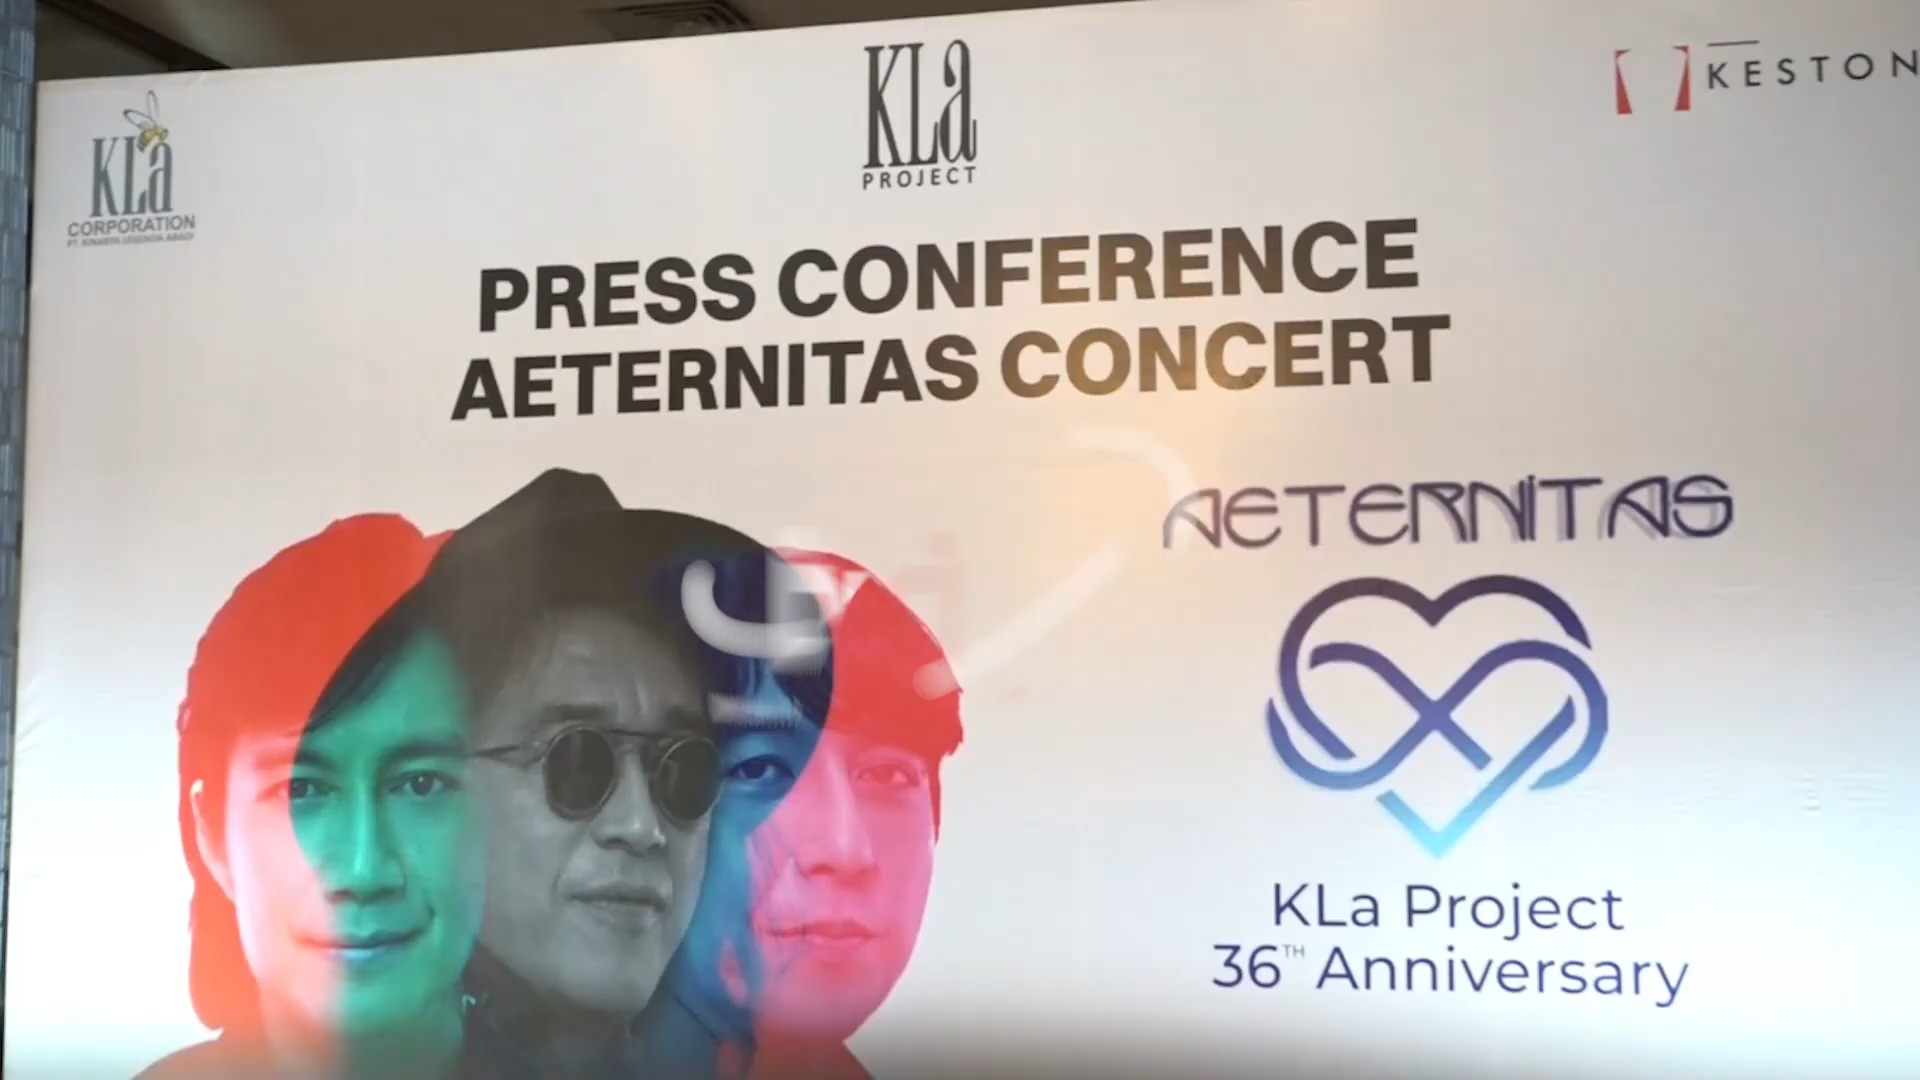 KLa
CORPORATION
PT. KINARYA LEGENDA ABADI
KLa
PROJECT
KESTON
PRESS CONFERENCE
AETERNITAS CONCERT
AETERNITAS
KLa Project
36TH Anniversary